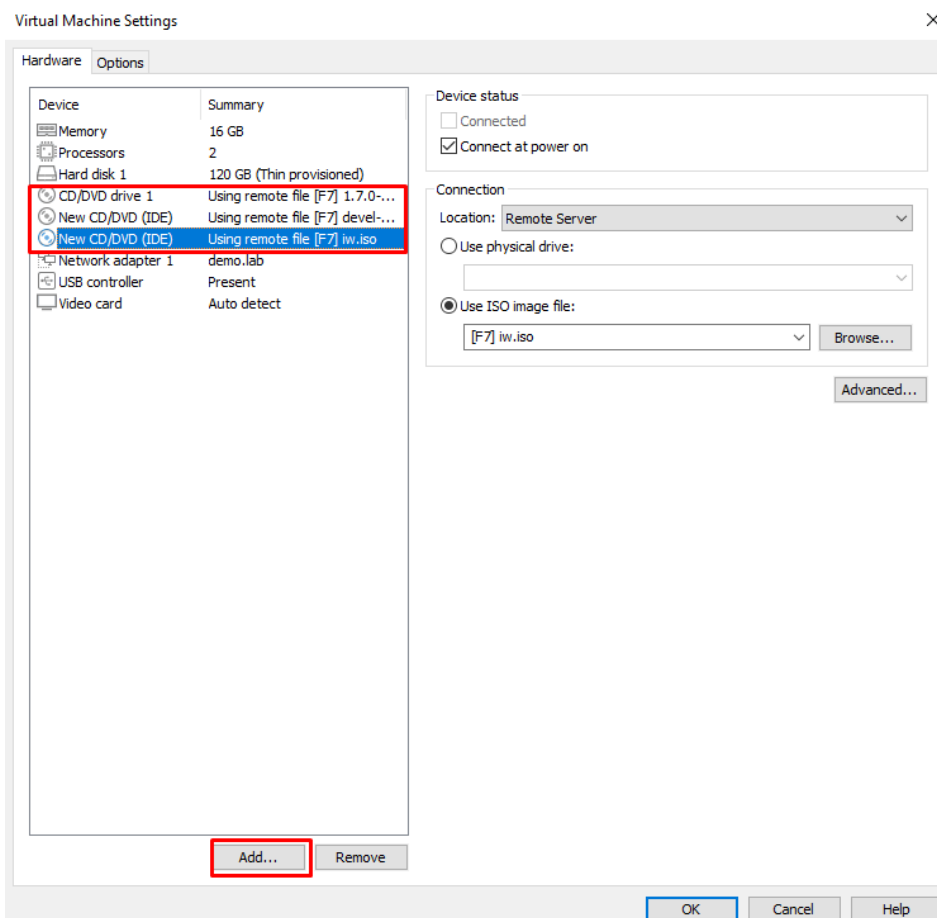 Virtual Machine Settings
Hardware Options
Device Summary
Memory 16 GB
Processors 2
Hard disk 1 120 GB (Thin provisioned)
CD/DVD drive 1 Using remote file [F7] 1.7.0-...
New CD/DVD (IDE) Using remote file [F7] devel-...
New CD/DVD (IDE) Using remote file [F7] iw.iso
Network adapter 1 demo.lab
USB controller Present
Video card Auto detect
Add... Remove
Device status
Connected
Connect at power on
Connection
Location: Remote Server
Use physical drive:
Use ISO image file:
[F7] iw.iso Browse...
Advanced...
OK Cancel Help